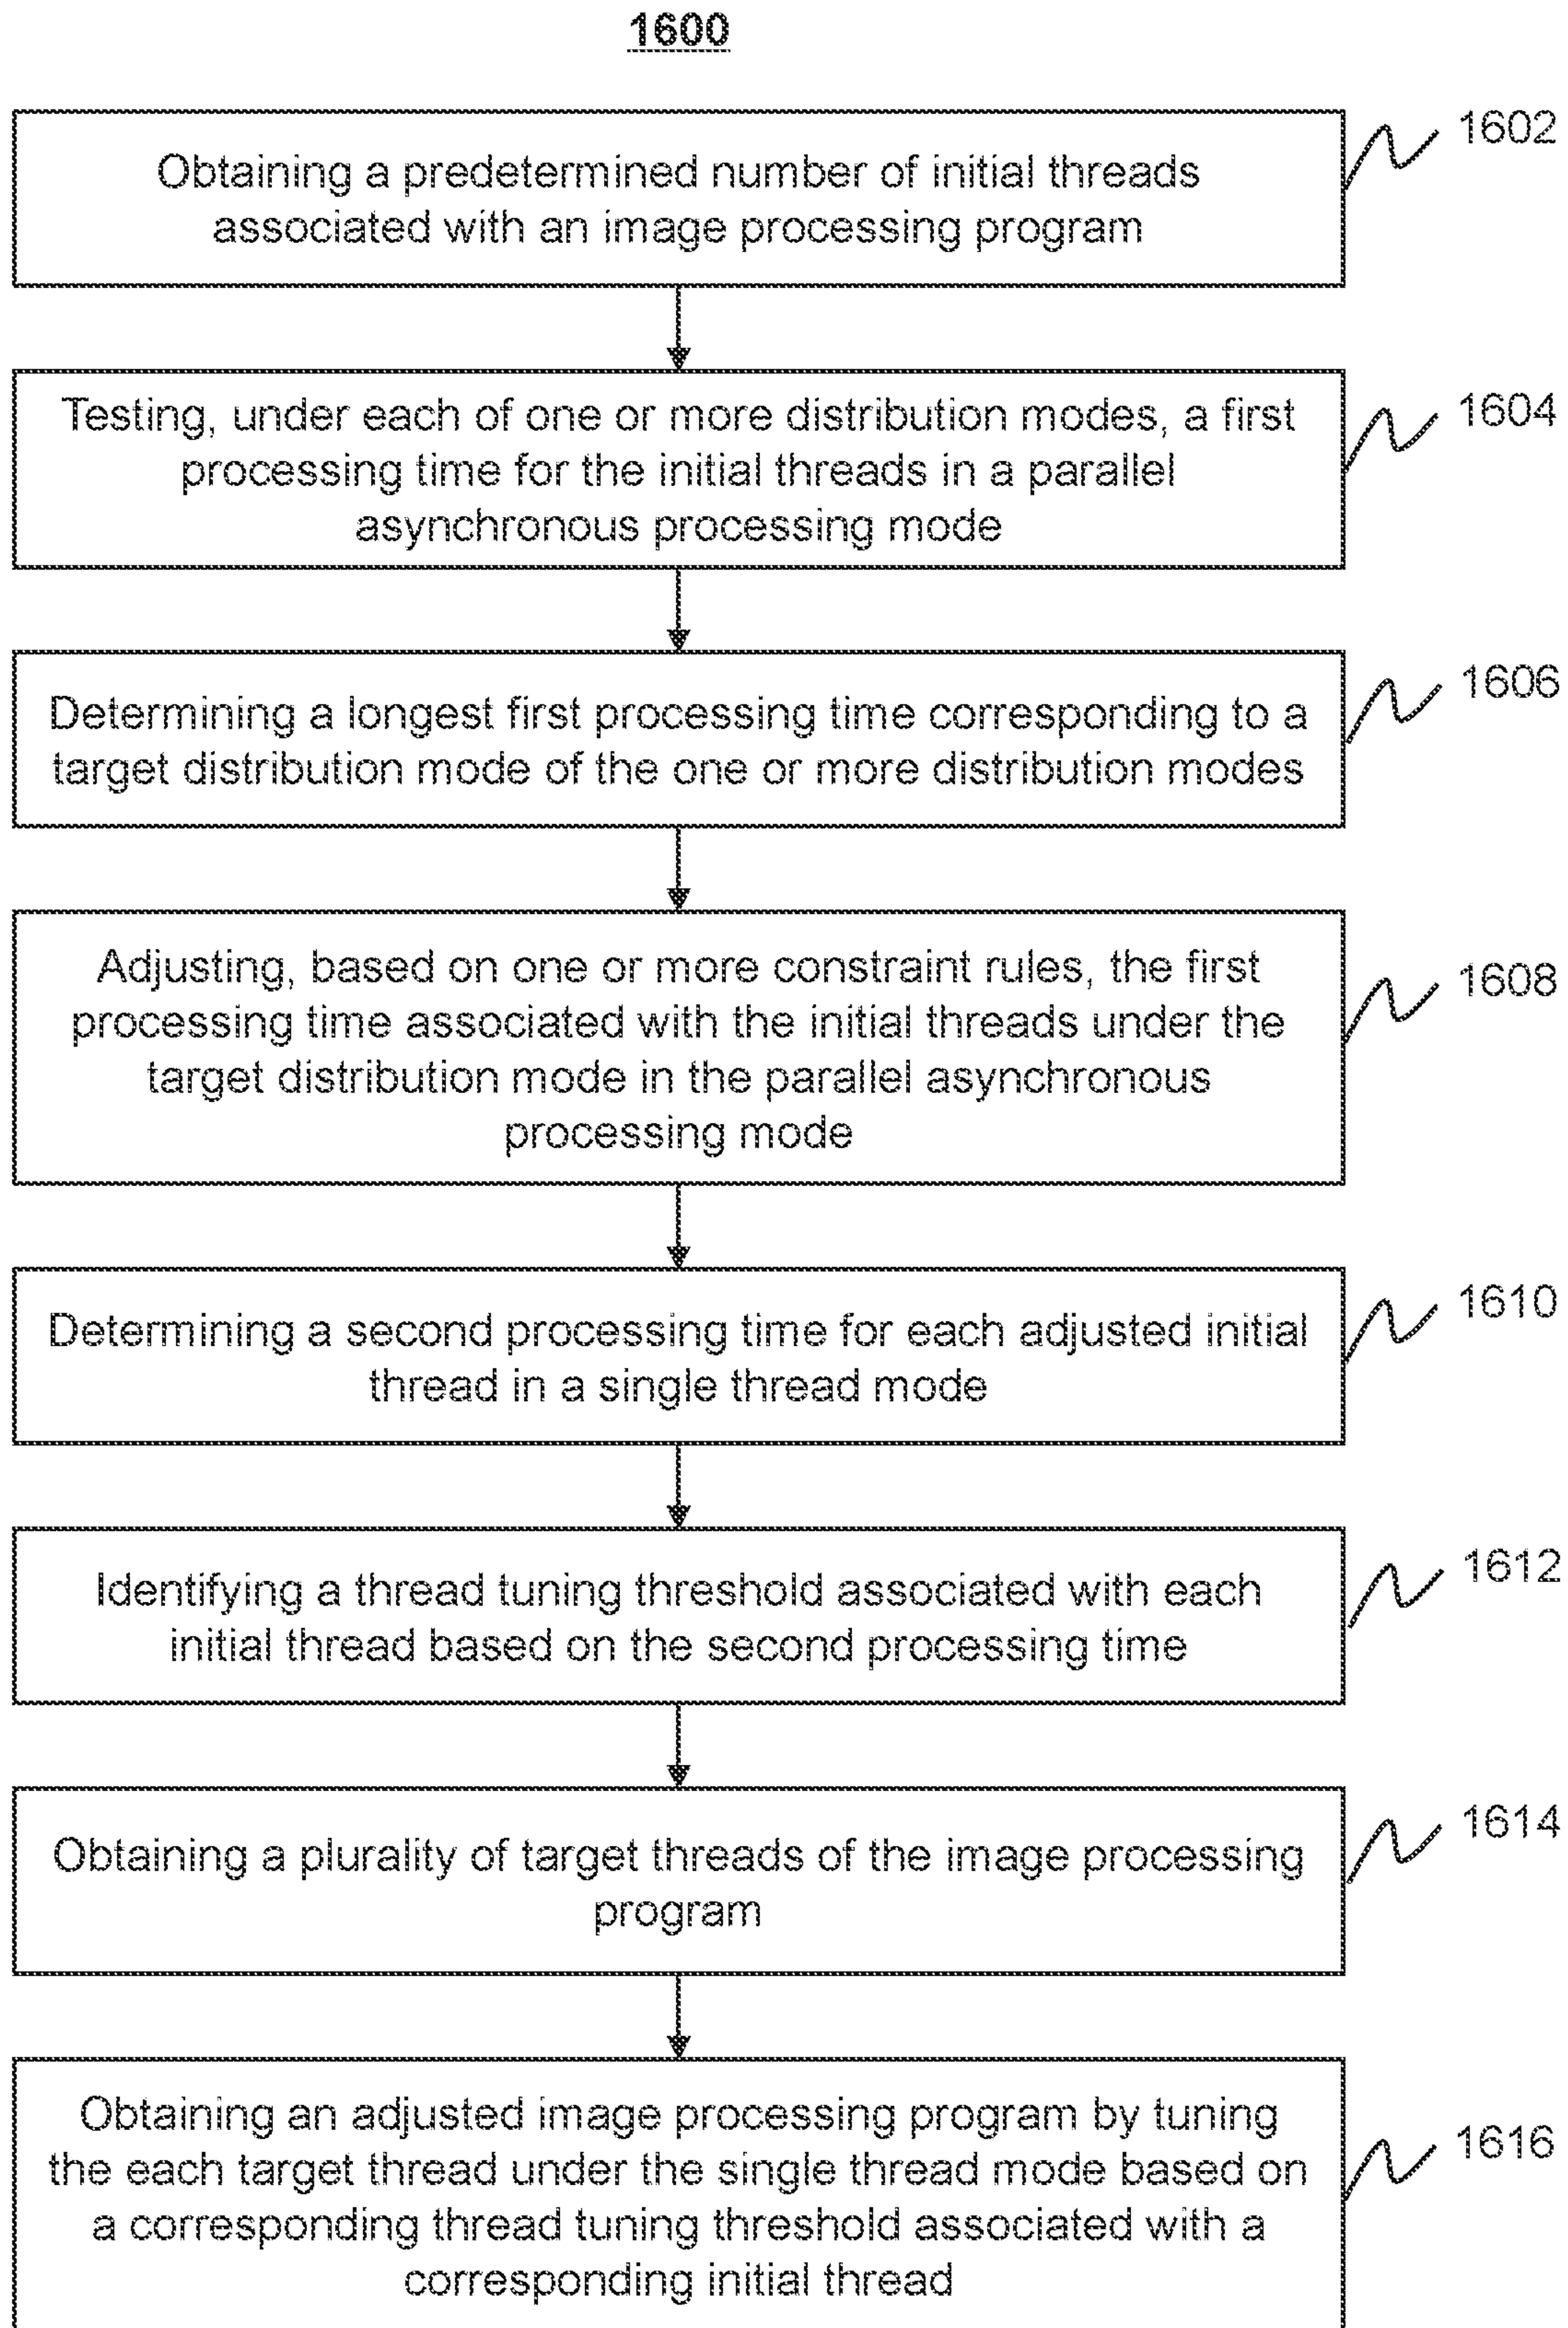 1600
Obtaining a predetermined number of initial threads
associated with an image processing program
1602
Testing, under each of one or more distribution modes, a first
processing time for the initial threads in a parallel
asynchronous processing mode
1604
Determining a longest first processing time corresponding to a
target distribution mode of the one or more distribution modes
1606
Adjusting, based on one or more constraint rules, the first
processing time associated with the initial threads under the
target distribution mode in the parallel asynchronous
processing mode
1608
Determining a second processing time for each adjusted initial
thread in a single thread mode
1610
Identifying a thread tuning threshold associated with each
initial thread based on the second processing time
1612
Obtaining a plurality of target threads of the image processing
program
1614
Obtaining an adjusted image processing program by tuning
the each target thread under the single thread mode based on
a corresponding thread tuning threshold associated with a
corresponding initial thread
1616